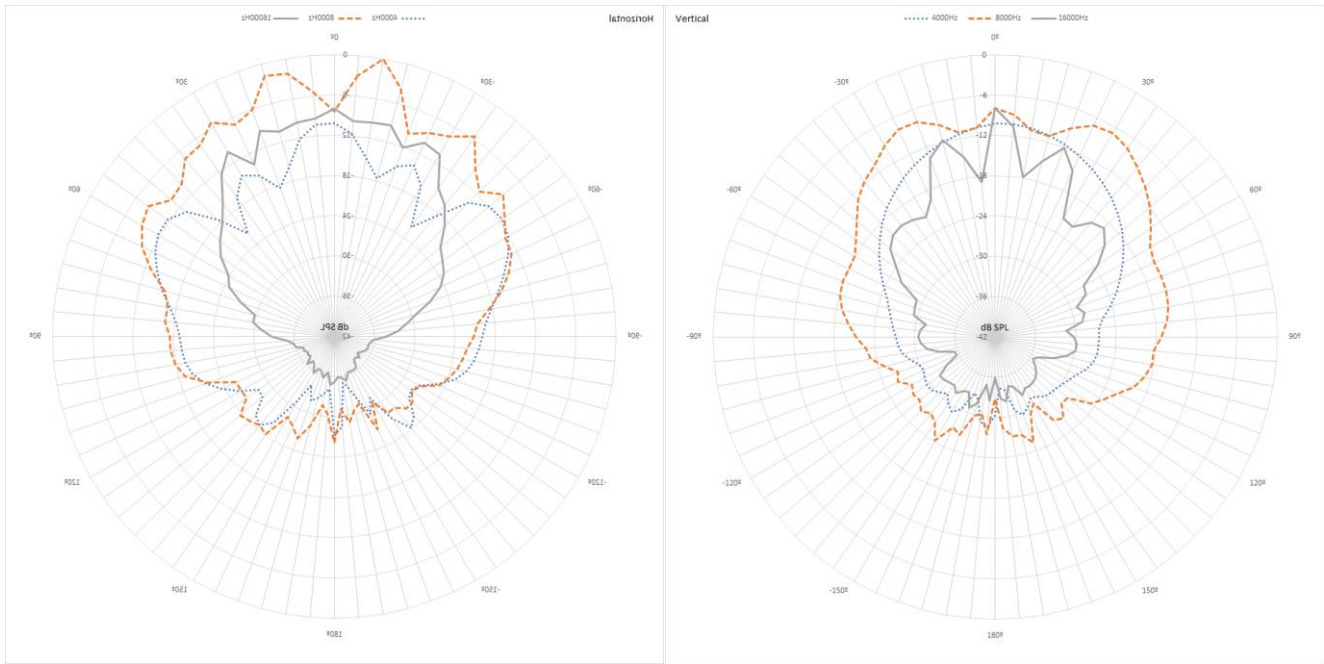 Horisontal
4000Hz 8000Hz 16000Hz
0º
-30º
-60º
-90º
-120º
-150º
180º
150º
120º
90º
60º
30º
0
-6
-12
-18
-24
-30
-36
-42
dB SPL
Vertical
4000Hz 8000Hz 16000Hz
0º
30º
60º
90º
120º
150º
180º
-150º
-120º
-90º
-60º
-30º
0
-6
-12
-18
-24
-30
-36
-42
dB SPL